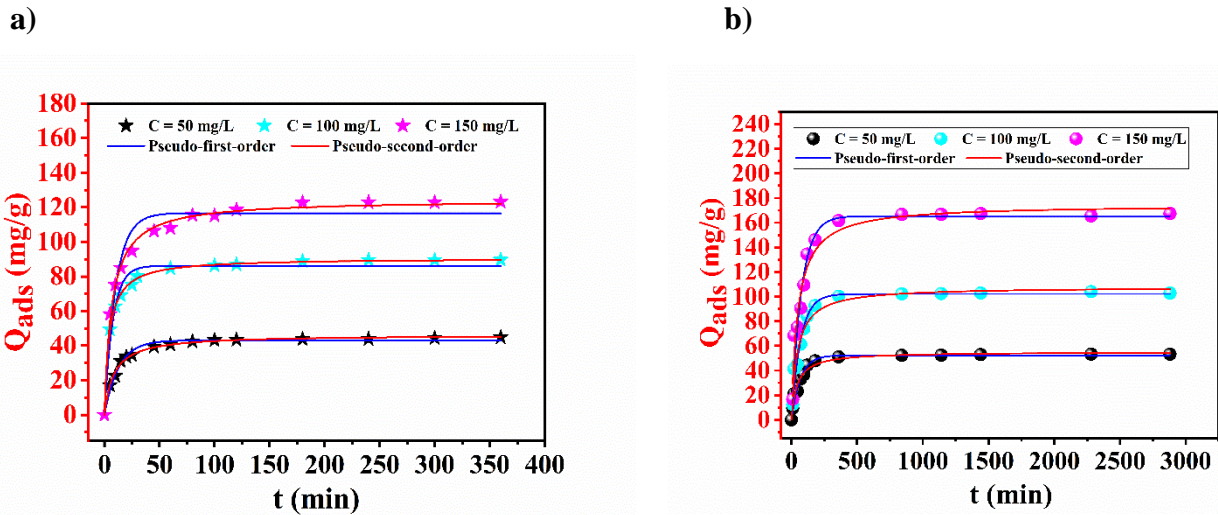 a)
b)
180
160
140
120
100
80
60
40
20
0
Q_ads (mg/g)
C = 50 mg/L C = 100 mg/L C = 150 mg/L
Pseudo-first-order Pseudo-second-order
0 50 100 150 200 250 300 350 400
t (min)
240
220
200
180
160
140
120
100
80
60
40
20
0
Q_ads (mg/g)
C = 50 mg/L C = 100 mg/L C = 150 mg/L
Pseudo-first-order Pseudo-second-order
0 500 1000 1500 2000 2500 3000
t (min)